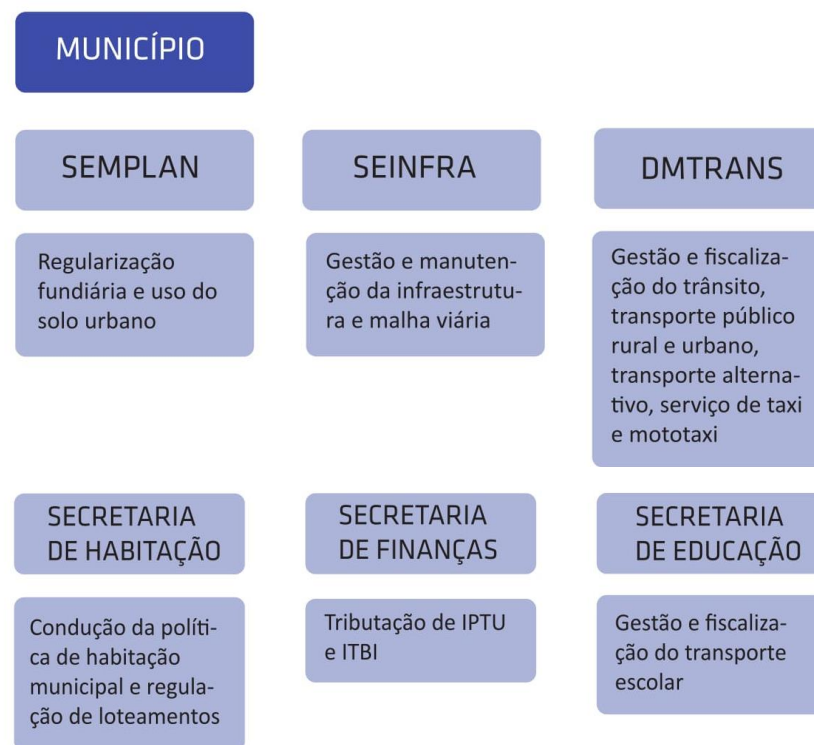 MUNICÍPIO
SEMPLAN
Regularização
fundiária e uso do
solo urbano
SEINFRA
Gestão e manuten-
ção da infraestrutu-
ra e malha viária
DMTRANS
Gestão e fiscaliza-
ção do trânsito,
transporte público
rural e urbano,
transporte alterna-
tivo, serviço de taxi
e mototaxi
SECRETARIA
DE HABITAÇÃO
Condução da políti-
ca de habitação
municipal e regula-
ção de loteamentos
SECRETARIA
DE FINANÇAS
Tributação de IPTU
e ITBI
SECRETARIA
DE EDUCAÇÃO
Gestão e fiscaliza-
ção do transporte
escolar